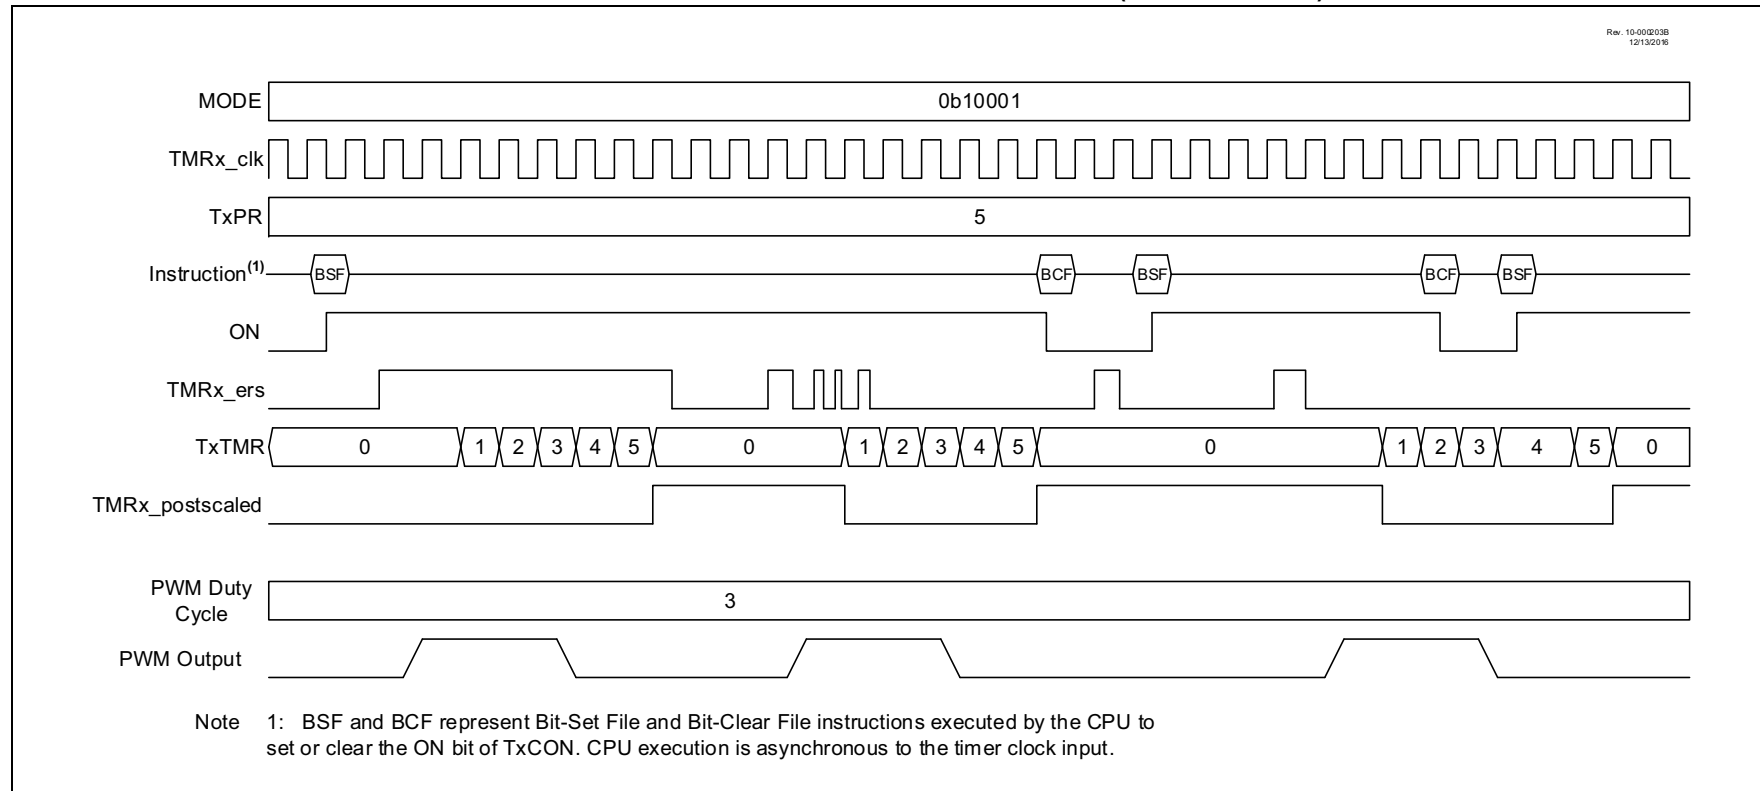 Rev. 10-000203B
12/13/2016
MODE 0b10001
TMRx_clk
TxPR 5
Instruction(1) BSF BCF BSF BCF BSF
ON
TMRx_ers
TxTMR 0 1 2 3 4 5 0 1 2 3 4 5 0 1 2 3 4 5 0
TMRx_postscaled
PWM Duty
Cycle 3
PWM Output
Note 1: BSF and BCF represent Bit-Set File and Bit-Clear File instructions executed by the CPU to
set or clear the ON bit of TxCON. CPU execution is asynchronous to the timer clock input.